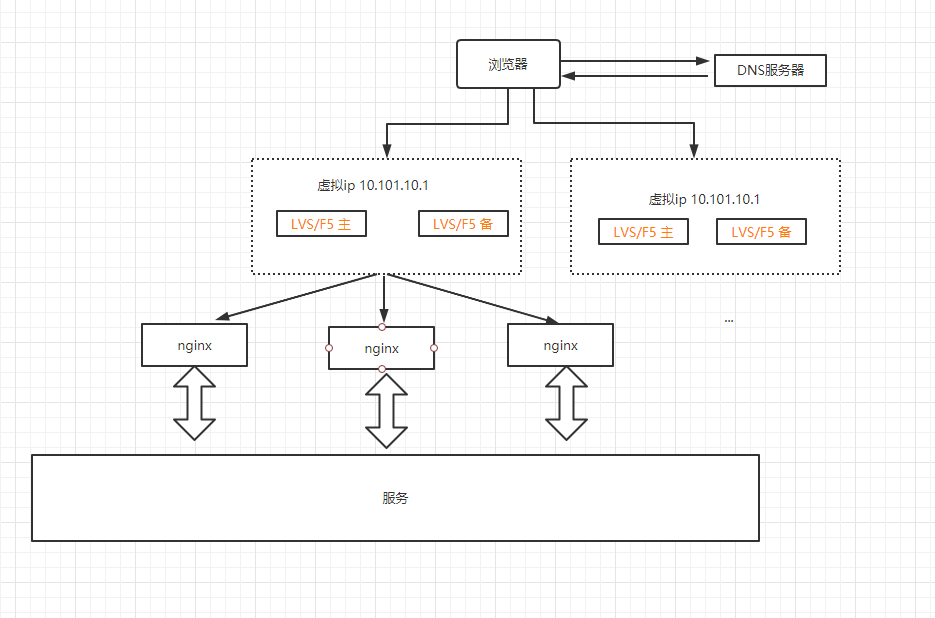 浏览器
DNS服务器
虚拟ip 10.101.10.1
LVS/F5 主
LVS/F5 备
虚拟ip 10.101.10.1
LVS/F5 主
LVS/F5 备
...
nginx
nginx
nginx
服务